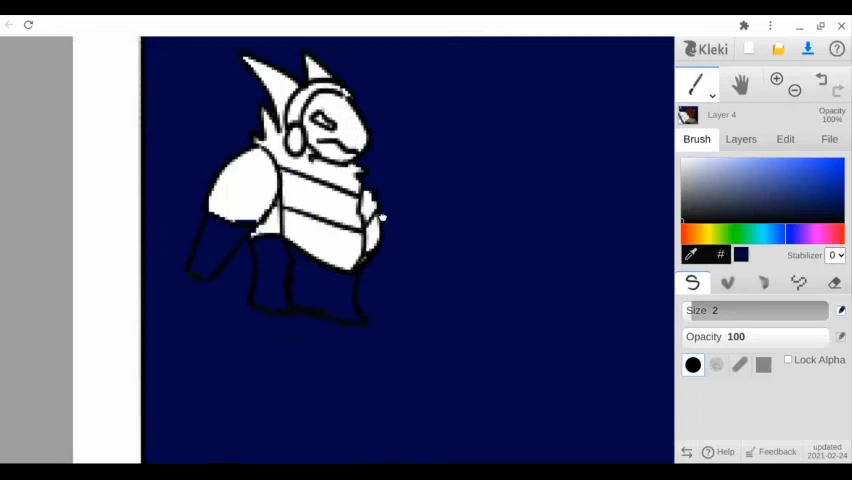 Kleki
Layer 4
Opacity
100%
Brush
Layers
Edit
File
#
Stabilizer 0
Size 2
Opacity 100
Lock Alpha
Help
Feedback
updated
2021-02-24